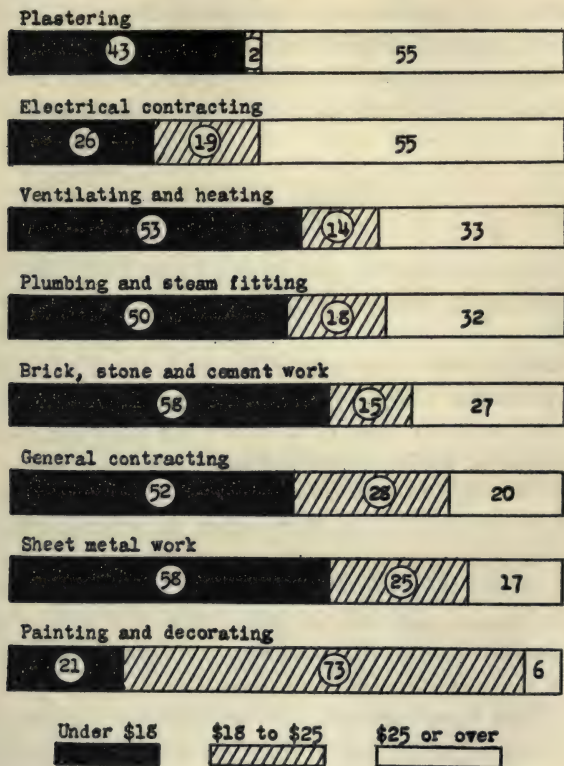 Plastering
43 2 55
Electrical contracting
26 19 55
Ventilating and heating
53 14 33
Plumbing and steam fitting
50 18 32
Brick, stone and cement work
58 15 27
General contracting
52 28 20
Sheet metal work
58 25 17
Painting and decorating
21 73 6
Under $18 $18 to $25 $25 or over